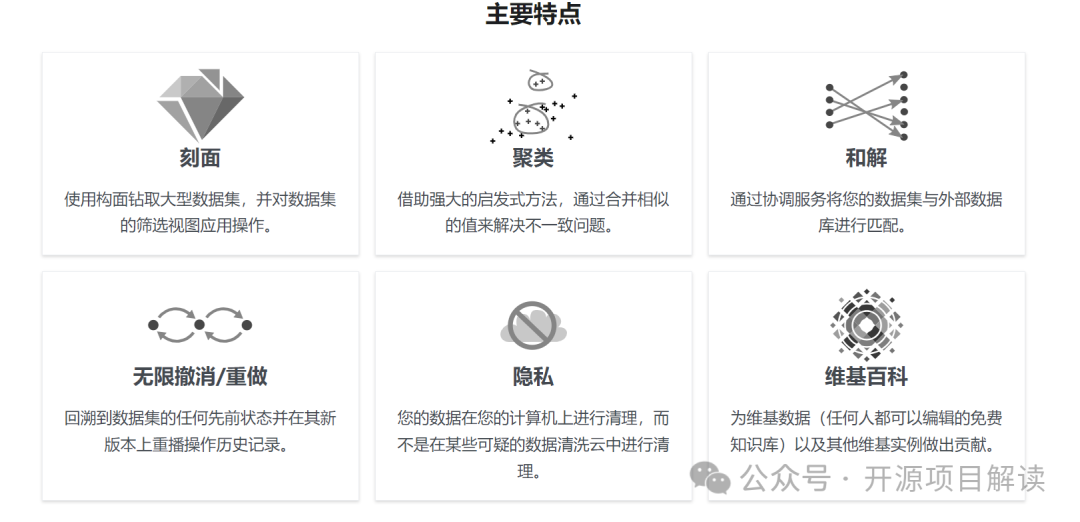 主要特点
刻面
使用构面钻取大型数据集，并对数据集
的筛选视图应用操作。
聚类
借助强大的启发式方法，通过合并相似
的值来解决不一致问题。
和解
通过协调服务将您的数据集与外部数据
库进行匹配。
无限撤消/重做
回溯到数据集的任何先前状态并在其新
版本上重播操作历史记录。
隐私
您的数据在您的计算机上进行清理，而
不是在某些可疑的数据清洗云中进行清
理。
维基百科
为维基数据（任何人都可以编辑的免费
知识库）以及其他维基实例做出贡献。
公众号 · 开源项目解读